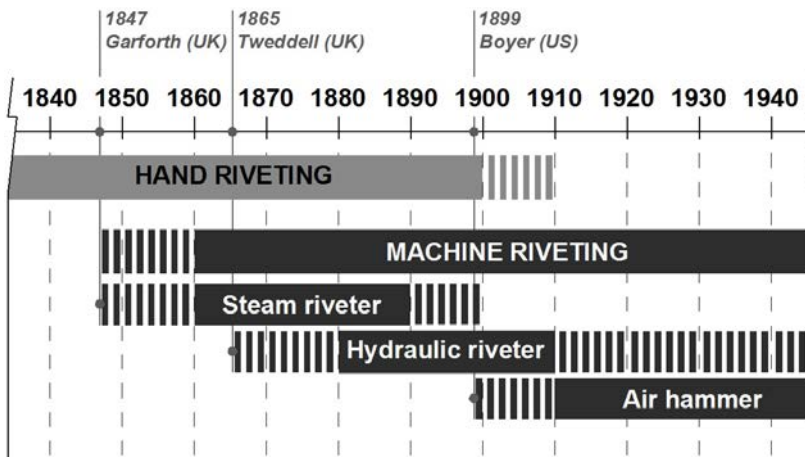 1847
Garforth (UK)
1865
Tweddell (UK)
1899
Boyer (US)
1840 1850 1860 1870 1880 1890 1900 1910 1920 1930 1940
HAND RIVETING
MACHINE RIVETING
Steam riveter
Hydraulic riveter
Air hammer